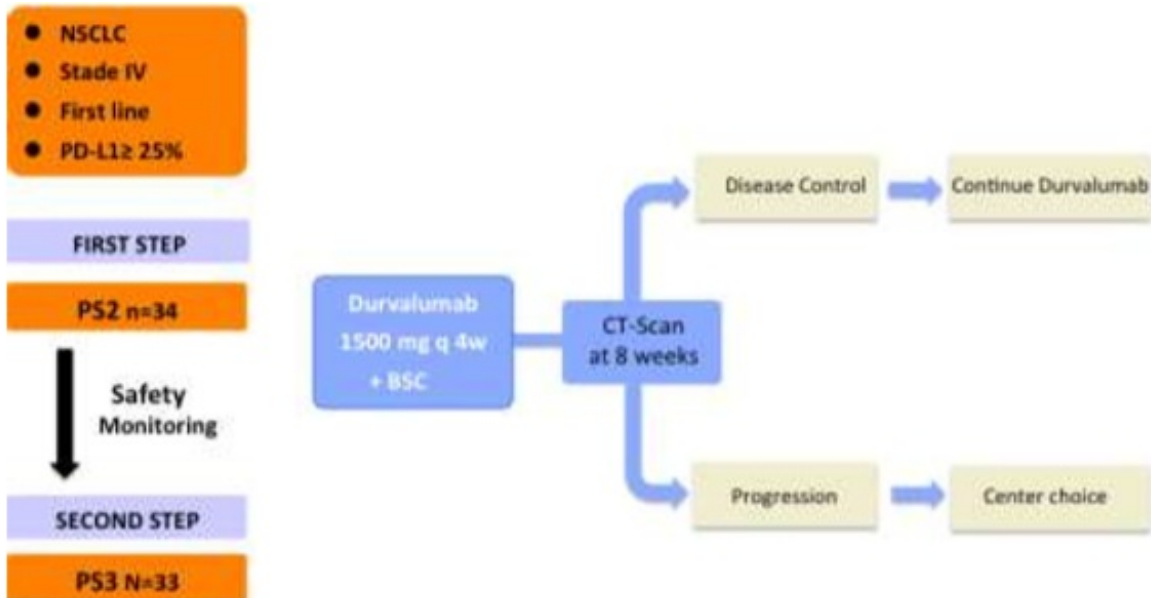 NSCLC
Stade IV
First line
PD-L1≥ 25%
FIRST STEP
PS2 n=34
Safety
Monitoring
SECOND STEP
PS3 N=33
Durvalumab
1500 mg q 4w
+ BSC
CT-Scan
at 8 weeks
Disease Control
Continue Durvalumab
Progression
Center choice